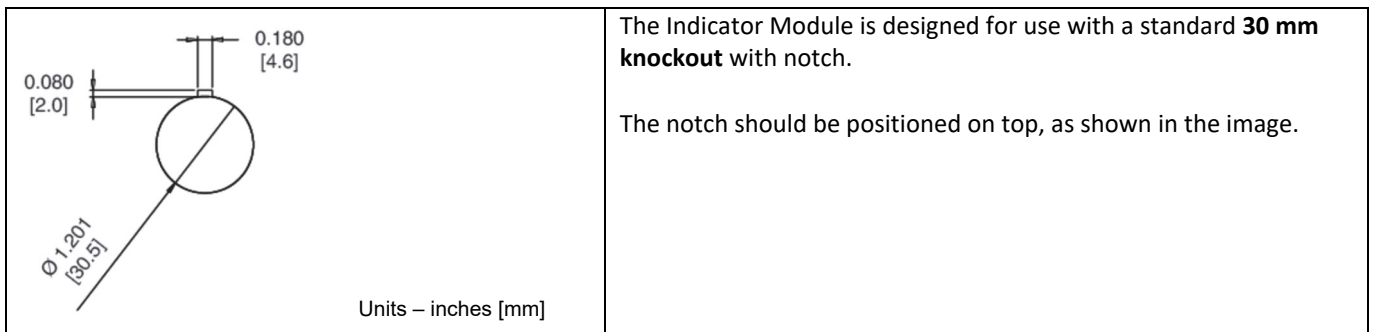 0.180
[4.6]
0.080
[2.0]
Ø 1.201
[30.5]
Units – inches [mm]
The Indicator Module is designed for use with a standard 30 mm
knockout with notch.
The notch should be positioned on top, as shown in the image.